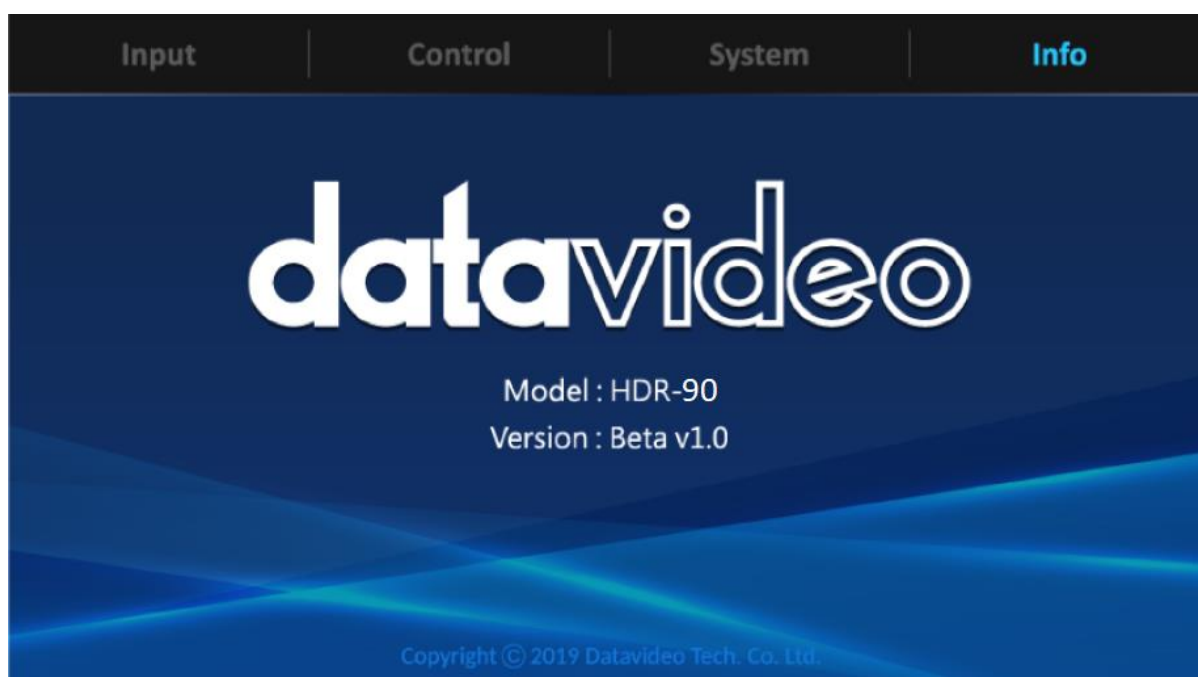 Input Control System Info
datavideo
Model : HDR-90
Version : Beta v1.0
Copyright Ⓒ 2019 Datavideo Tech. Co. Ltd.